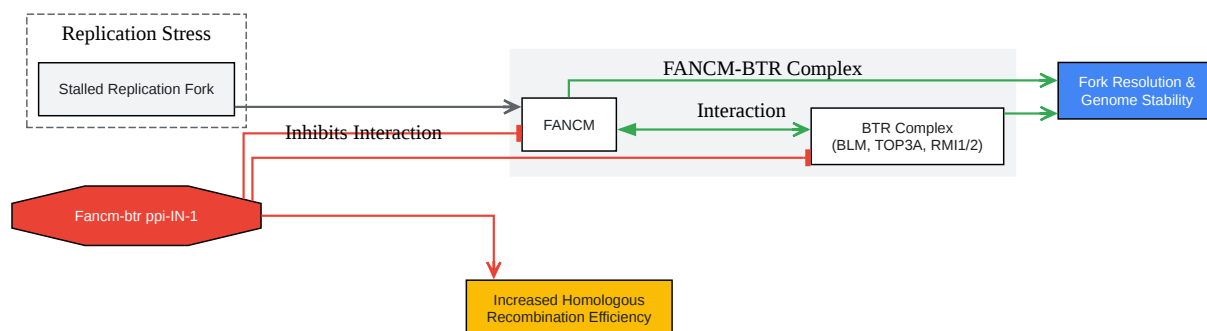 Replication Stress
Stalled Replication Fork
FANCM-BTR Complex
Fork Resolution &
Genome Stability
Interaction
FANCM
BTR Complex
(BLM, TOP3A, RMI1/2)
Inhibits Interaction
Fancm-btr ppi-IN-1
Increased Homologous
Recombination Efficiency